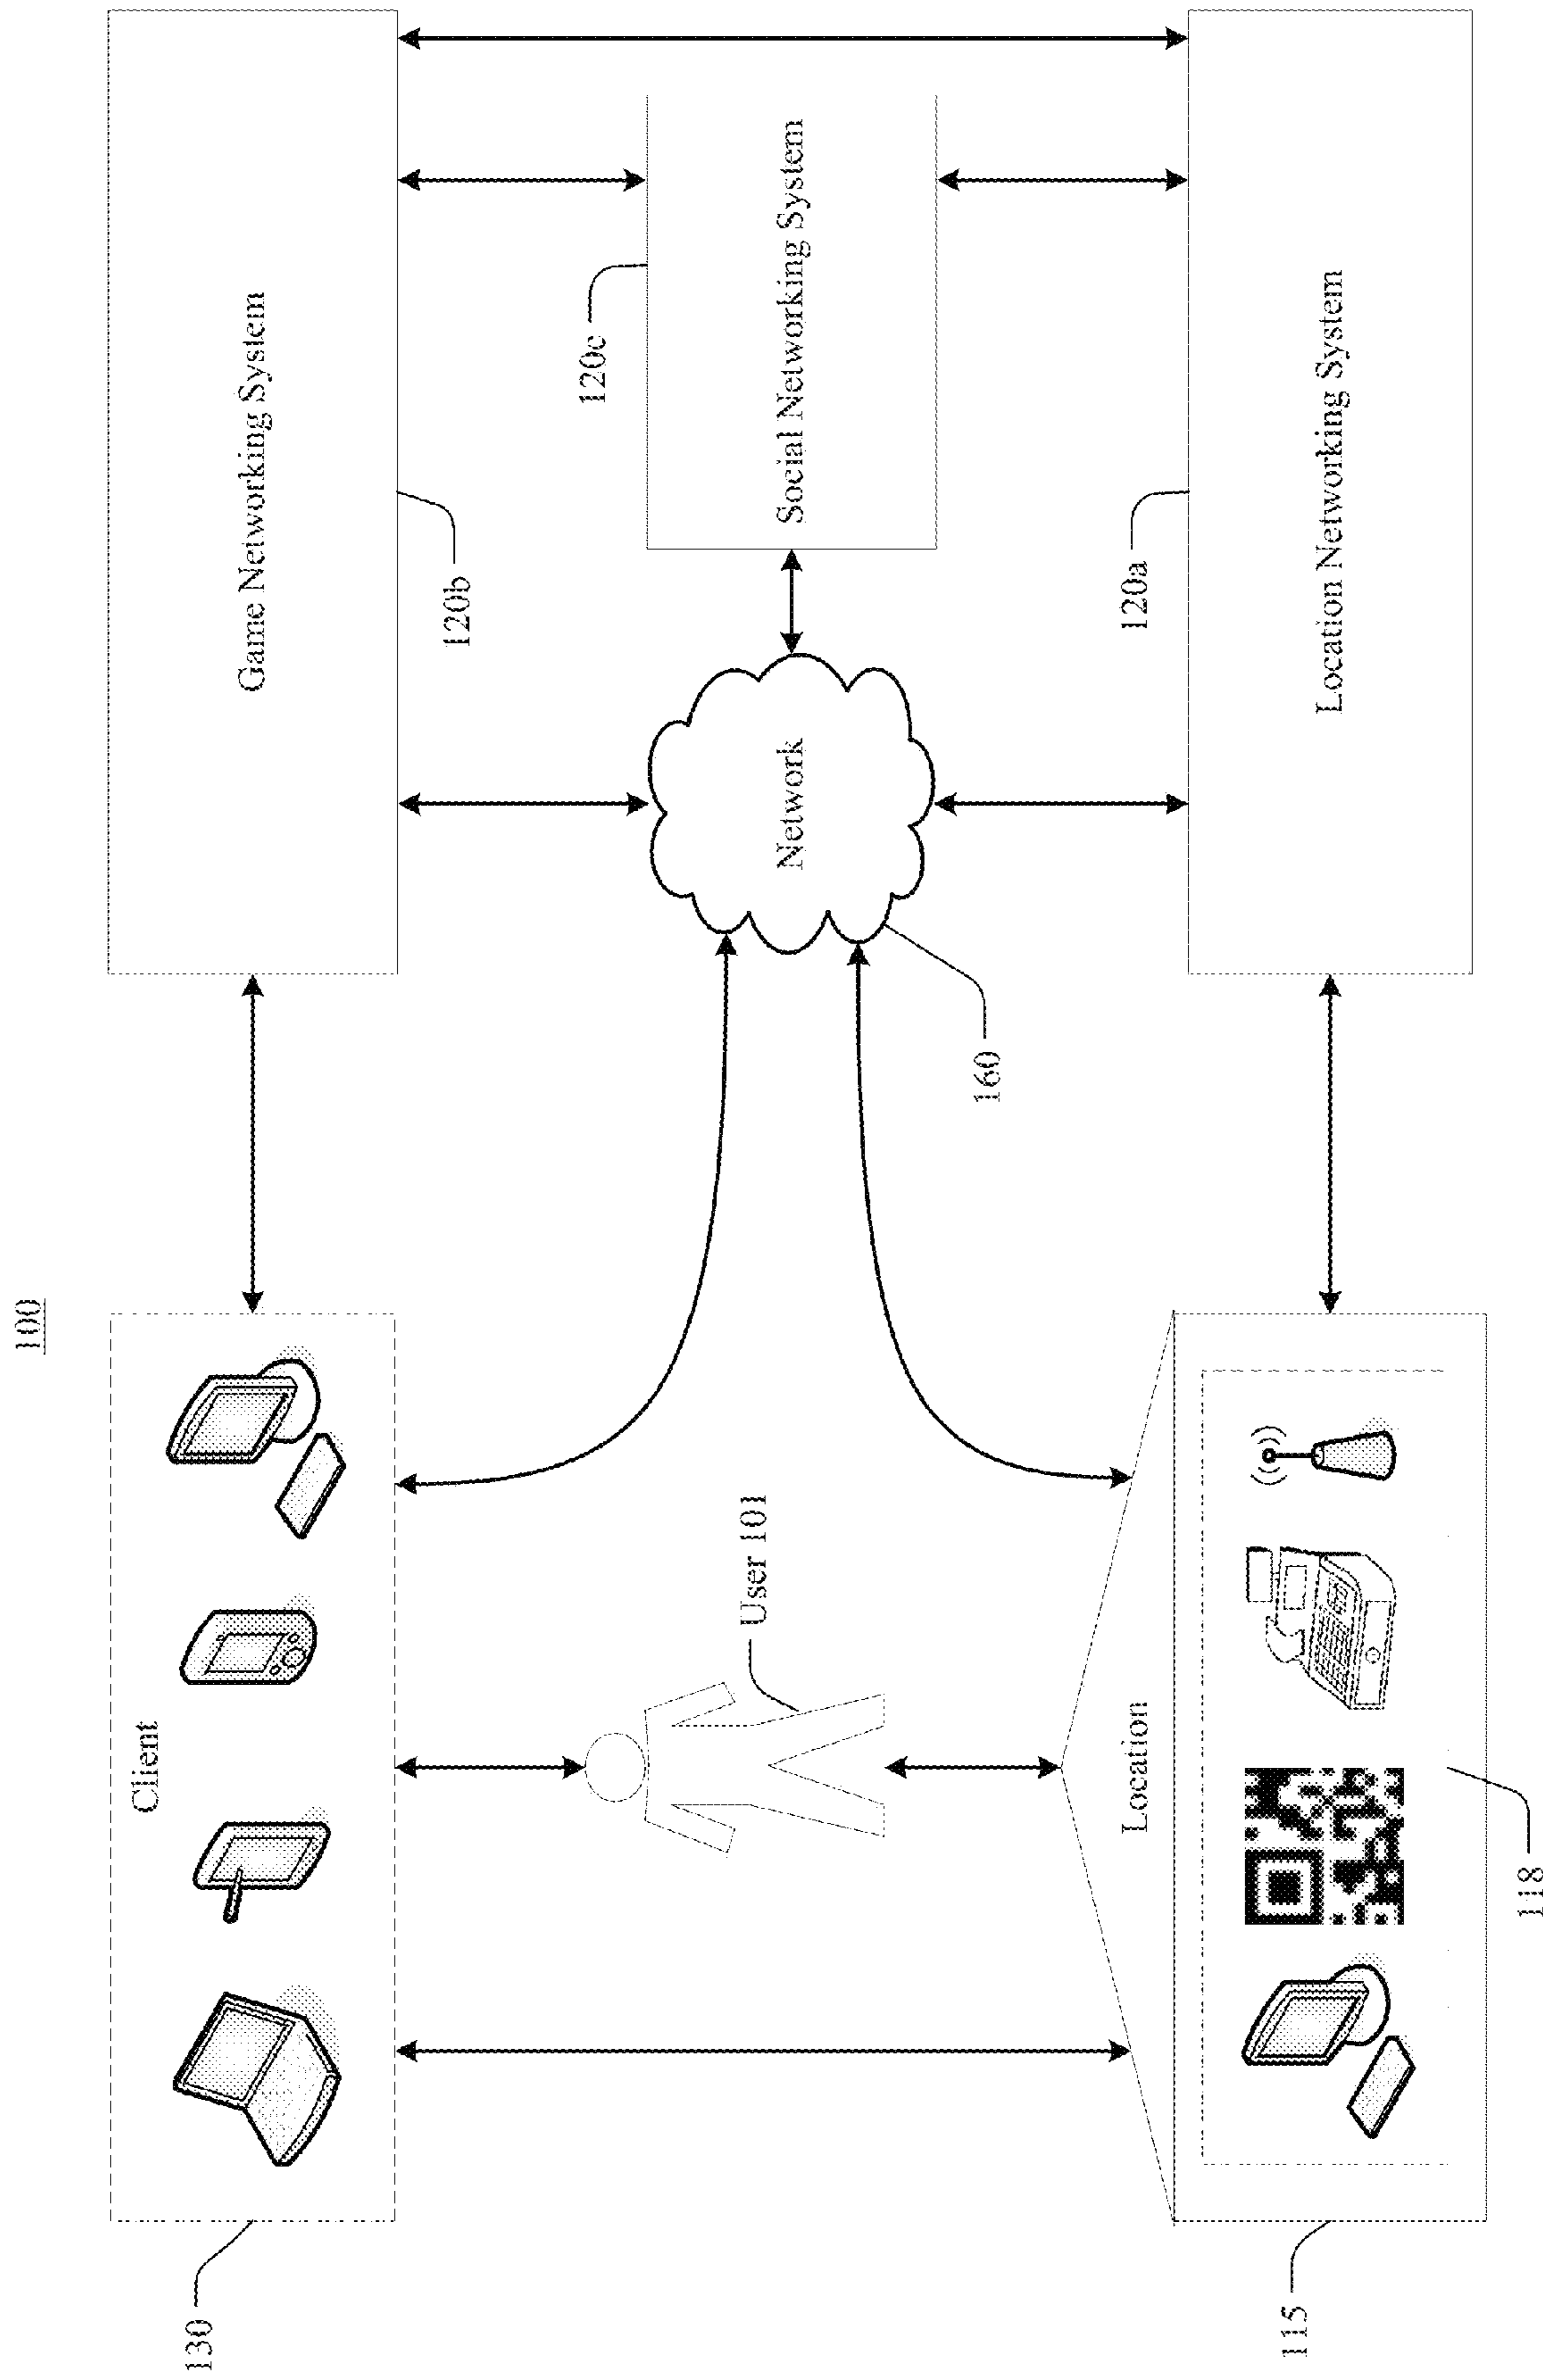 100
130
Client
Game Networking System
120b
User 101
Network
160
Social Networking System
120c
120a
Location Networking System
Location
115
118